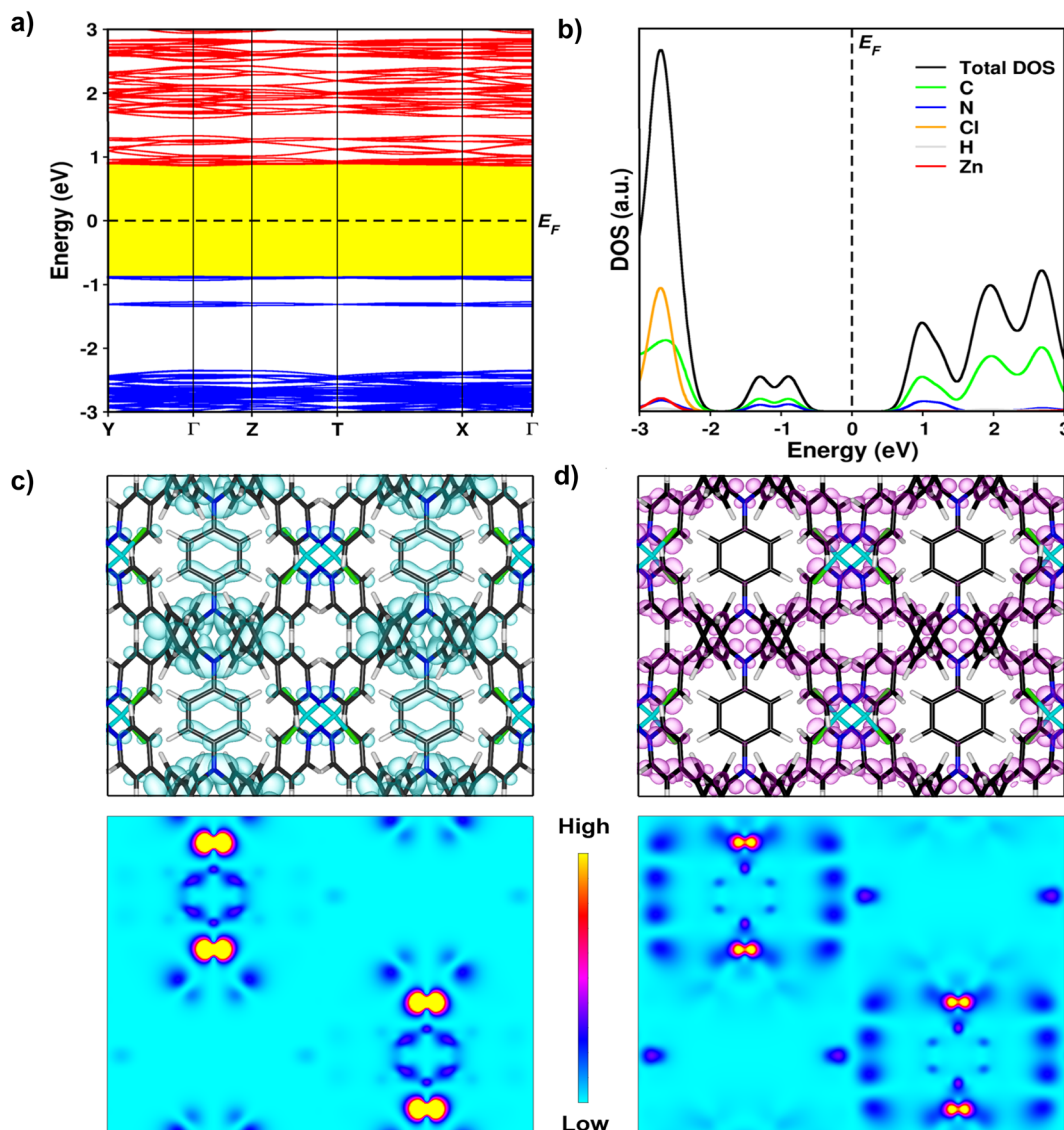 a)
3
2
1
0
-1
-2
-3
Energy (eV)
Y Γ Z T X Γ
E_F
b)
E_F
Total DOS
C
N
Cl
H
Zn
DOS (a.u.)
-3 -2 -1 0 1 2 3
Energy (eV)
c)
d)
High
Low